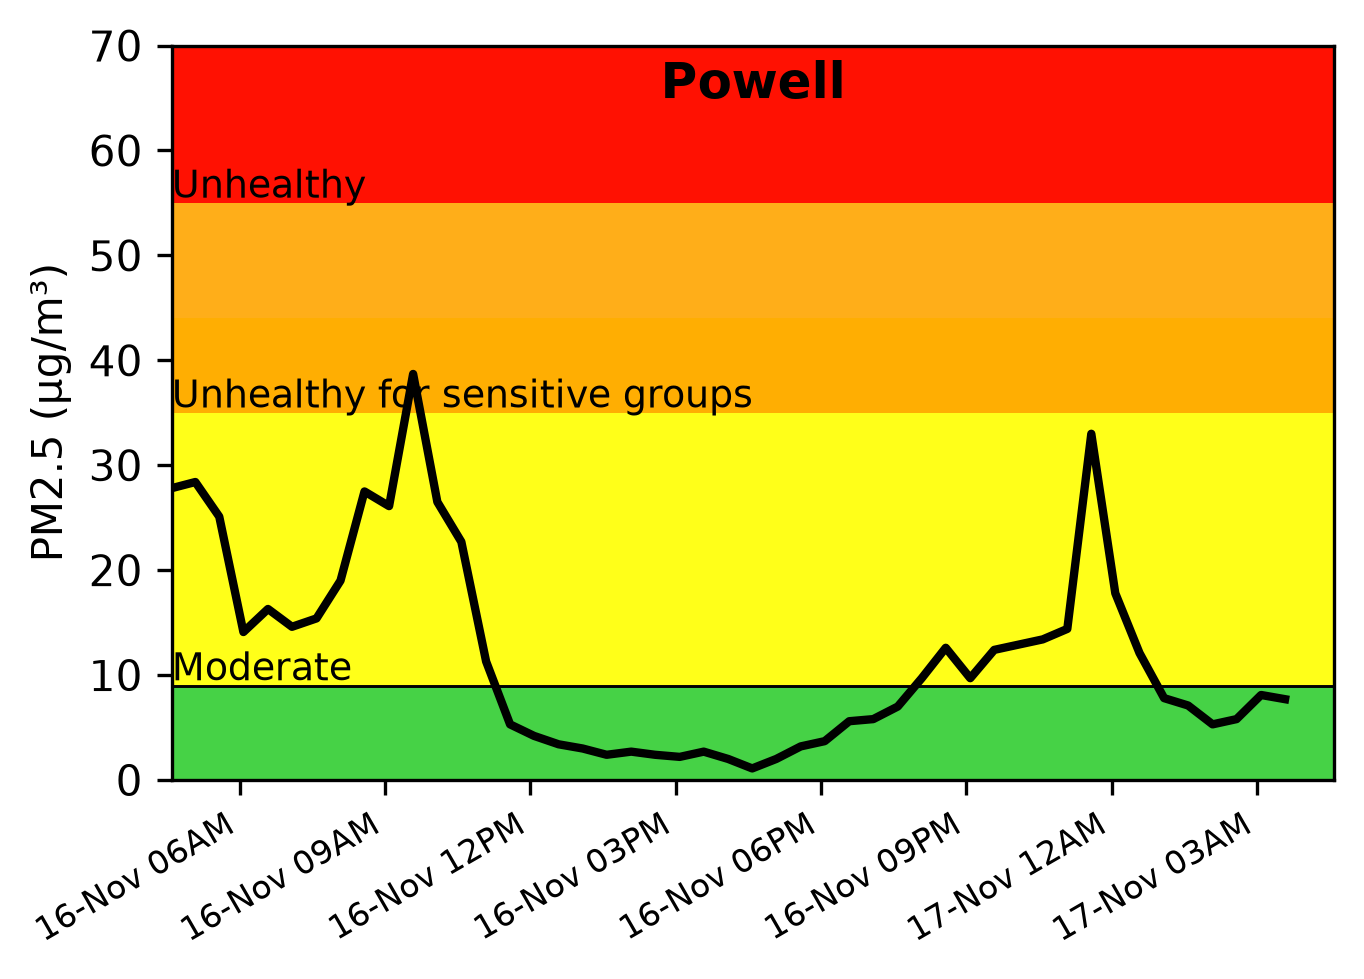 Powell
PM2.5 (µg/m³)
70
60
50
40
30
20
10
0
Unhealthy
Unhealthy for sensitive groups
Moderate
16-Nov 06AM
16-Nov 09AM
16-Nov 12PM
16-Nov 03PM
16-Nov 06PM
16-Nov 09PM
17-Nov 12AM
17-Nov 03AM